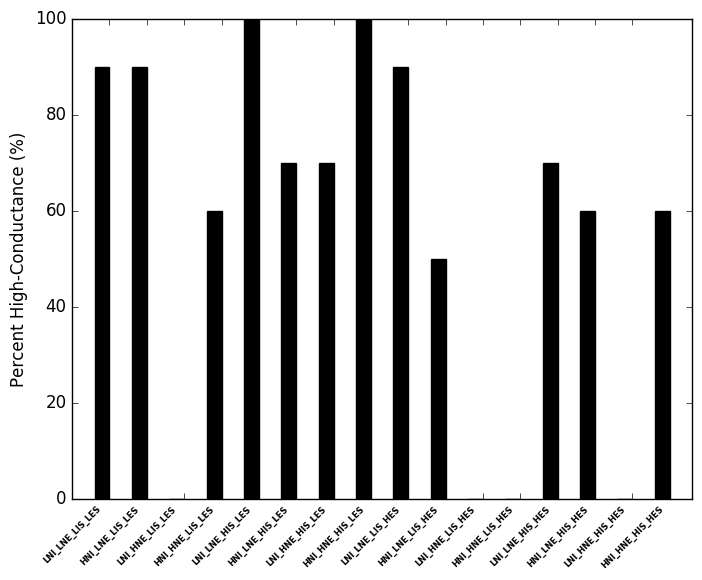 Percent High-Conductance (%)
100
80
60
40
20
0
LNI_LNE_LIS_LES
HNI_LNE_LIS_LES
LNI_HNE_LIS_LES
HNI_HNE_LIS_LES
LNI_LNE_HIS_LES
HNI_LNE_HIS_LES
LNI_HNE_HIS_LES
HNI_HNE_HIS_LES
LNI_LNE_LIS_HES
HNI_LNE_LIS_HES
LNI_HNE_LIS_HES
HNI_HNE_LIS_HES
LNI_LNE_HIS_HES
HNI_LNE_HIS_HES
LNI_HNE_HIS_HES
HNI_HNE_HIS_HES